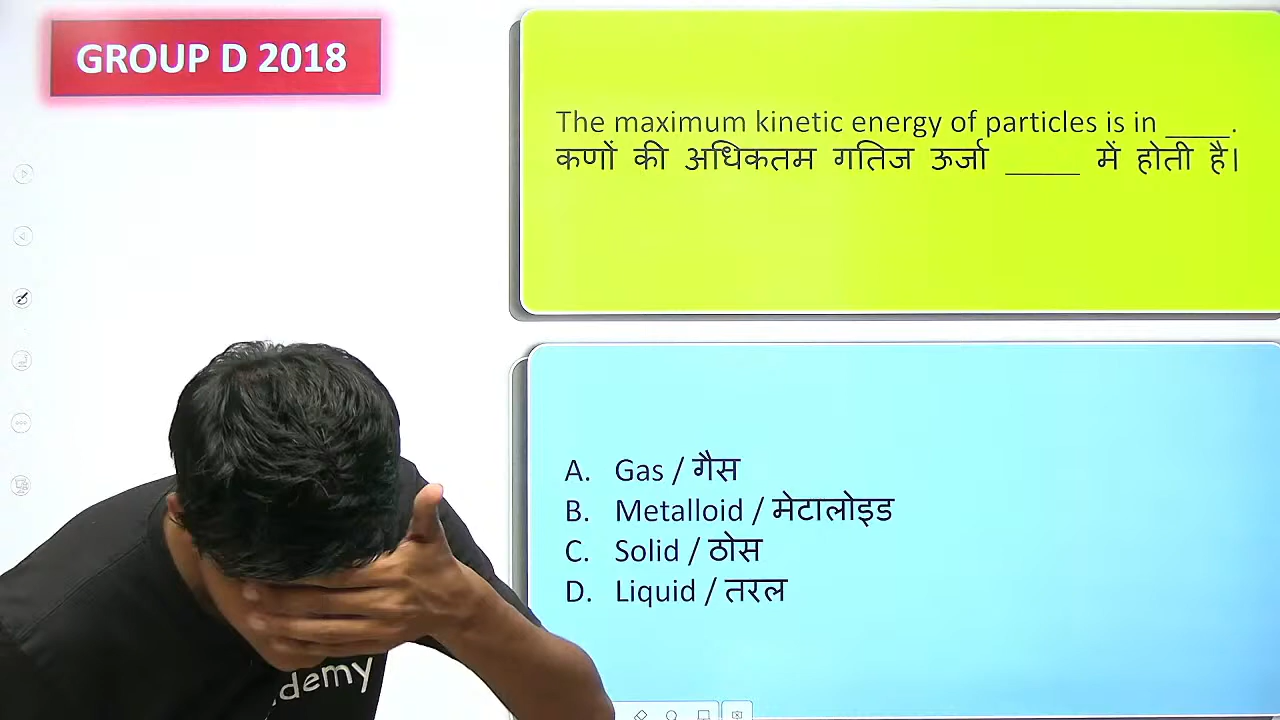 GROUP D 2018
The maximum kinetic energy of particles is in ____.
कणों की अधिकतम गतिज ऊर्जा _____ में होती है।
A. Gas / गैस
B. Metalloid / मेटालोइड
C. Solid / ठोस
D. Liquid / तरल
demy